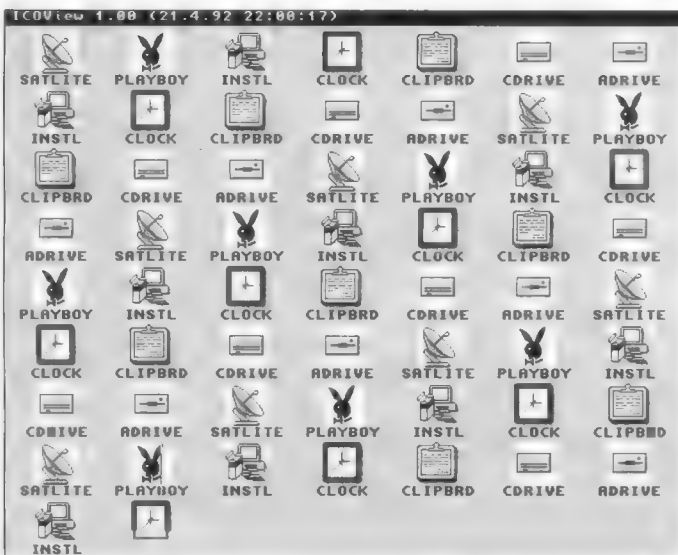 ICOView 1.00 (21.4.92 22:08:17)
SATLITE PLAYBOY INSTL CLOCK CLIPBRD CDRIVE ADRIVE
INSTL CLOCK CLIPBRD CDRIVE ADRIVE SATLITE PLAYBOY
CLIPBRD CDRIVE ADRIVE SATLITE PLAYBOY INSTL CLOCK
ADRIVE SATLITE PLAYBOY INSTL CLOCK CLIPBRD CDRIVE
PLAYBOY INSTL CLOCK CLIPBRD CDRIVE ADRIVE SATLITE
CLOCK CLIPBRD CDRIVE ADRIVE SATLITE PLAYBOY INSTL
ADRIVE SATLITE PLAYBOY INSTL CLOCK
SATLITE PLAYBOY INSTL CLOCK CLIPBRD CDRIVE ADRIVE
INSTL